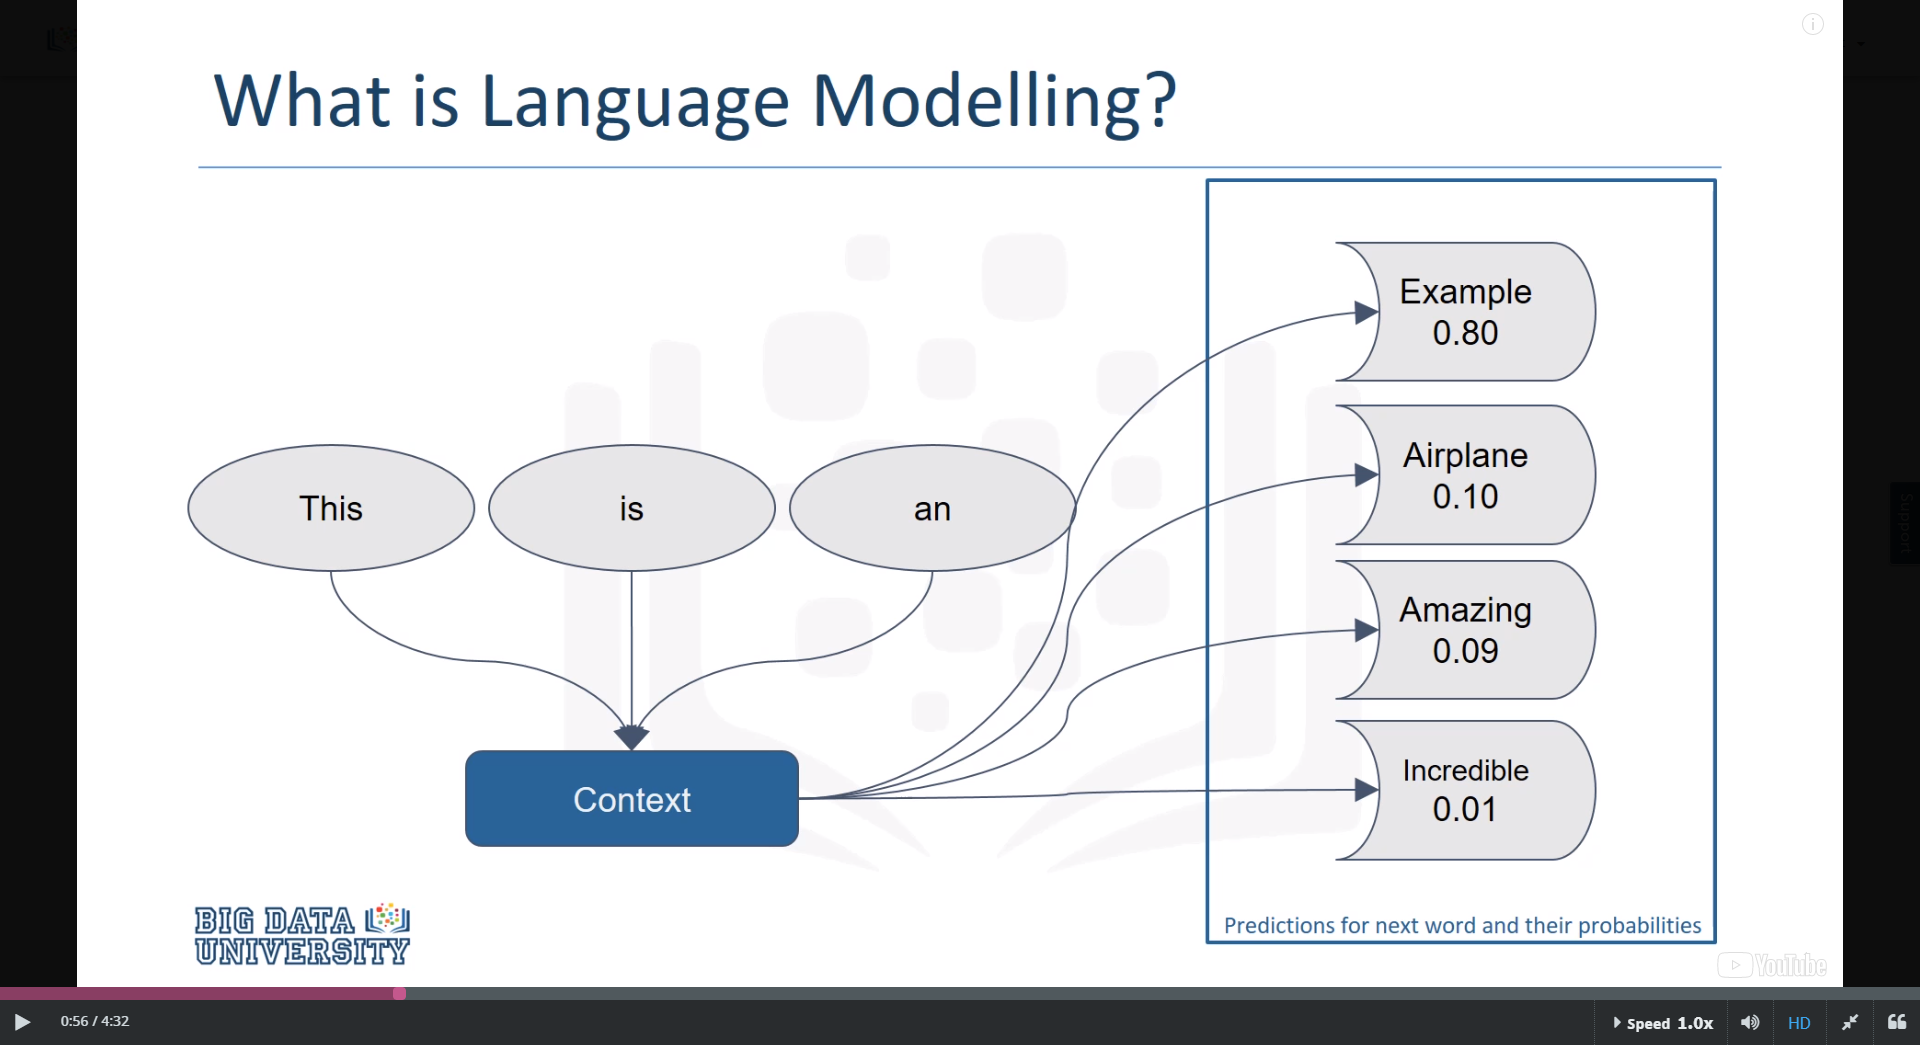 What is Language Modelling?
Example
0.80
Airplane
0.10
This
is
an
Amazing
0.09
Incredible
0.01
Context
BIG DATA
UNIVERSITY
Predictions for next word and their probabilities
YouTube
Support
0:56 / 4:32
Speed 1.0x
HD